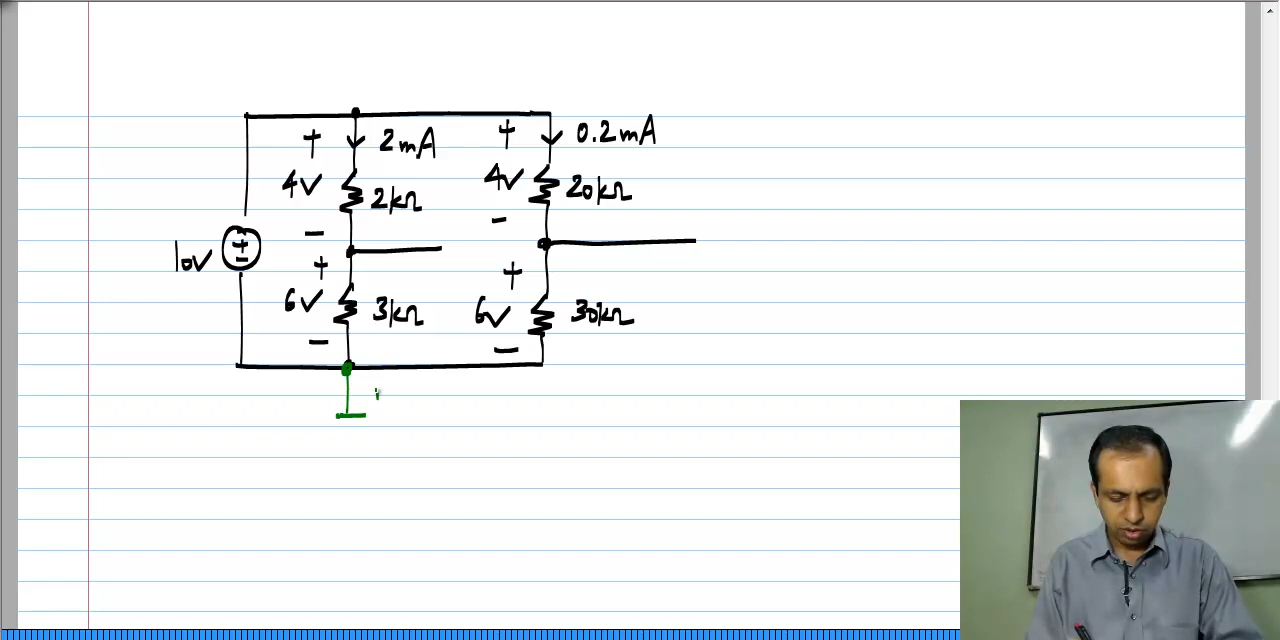 + 2mA + 0.2mA
4V 2kΩ 4V 20kΩ
- -
10V + -
+ +
6V 3kΩ 6V 30kΩ
- -